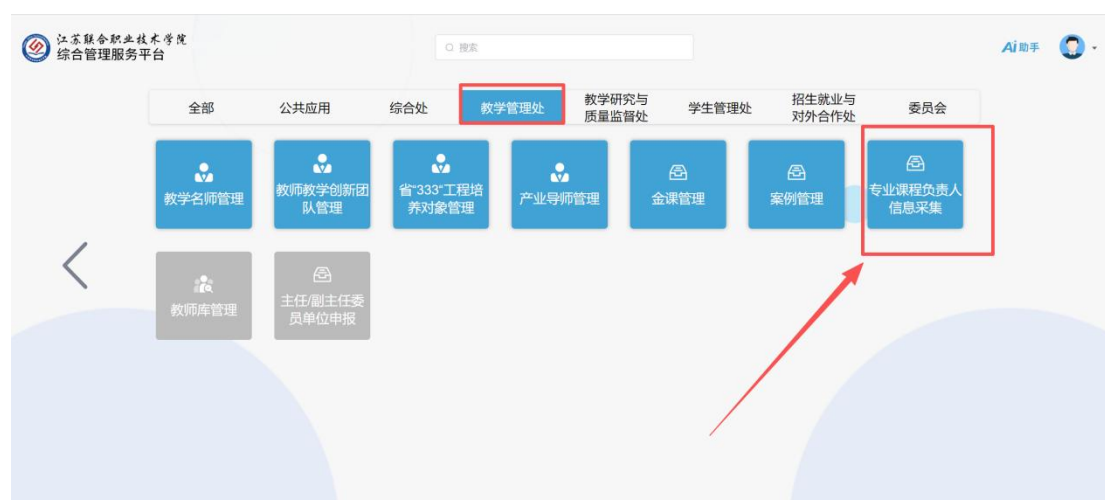 江苏联合职业技术学院
综合管理服务平台
搜索
Ai助手
全部
公共应用
综合处
教学管理处
教学研究与
质量监督处
学生管理处
招生就业与
对外合作处
委员会
教学名师管理
教师教学创新团
队管理
省"333"工程培
养对象管理
产业导师管理
金课管理
案例管理
专业课程负责人
信息采集
教师库管理
主任/副主任委
员单位申报